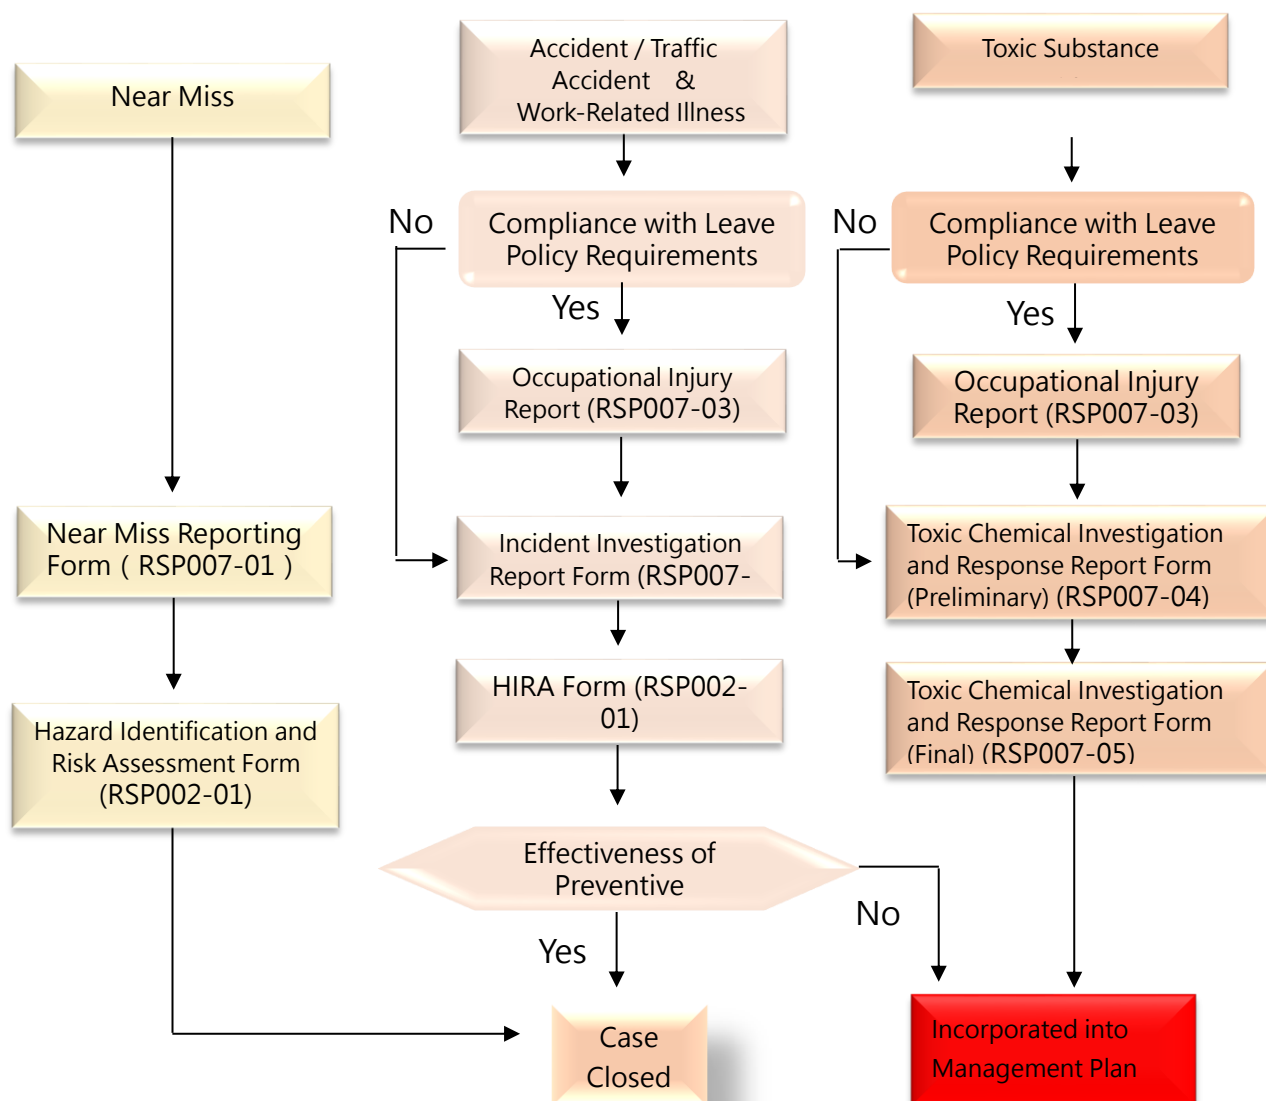 Near Miss
Accident / Traffic
Accident &
Work-Related Illness
Toxic Substance
No
Compliance with Leave
Policy Requirements
Yes
No
Compliance with Leave
Policy Requirements
Yes
Occupational Injury
Report (RSP007-03)
Occupational Injury
Report (RSP007-03)
Near Miss Reporting
Form ( RSP007-01 )
Incident Investigation
Report Form (RSP007-
Toxic Chemical Investigation
and Response Report Form
(Preliminary) (RSP007-04)
Hazard Identification and
Risk Assessment Form
(RSP002-01)
HIRA Form (RSP002-
01)
Toxic Chemical Investigation
and Response Report Form
(Final) (RSP007-05)
Effectiveness of
Preventive
Yes
No
Case
Closed
Incorporated into
Management Plan